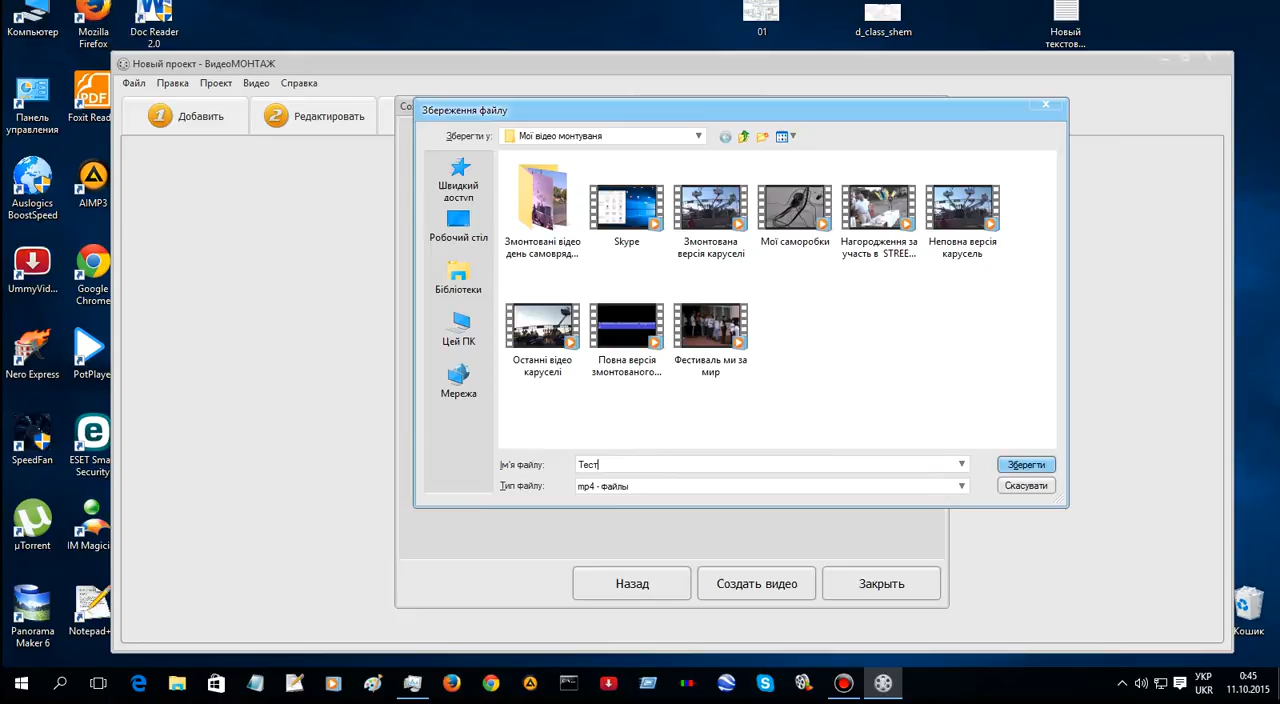 Компьютер
Mozilla
Firefox
Doc Reader
2.0
01
d_class_shem
Новый
текстов...
Новый проект - ВидеоМОНТАЖ
Файл Правка Проект Видео Справка
1 Добавить
2 Редактировать
Панель
управления
Foxit Read
Auslogics
BoostSpeed
AIMP3
UmmyVid...
Google
Chrome
Nero Express
PotPlaye
SpeedFan
ESET Sma
Security
µTorrent
IM Magici
Panorama
Maker 6
Notepad+
Кошик
Соз
Збереження файлу
Зберегти у: Мої відео монтуваня
Швидкий
доступ
Робочий стіл
Бібліотеки
Цей ПК
Мережа
Змонтовані відео
день самовряд...
Skype
Змонтована
версія каруселі
Мої саморобки
Нагородження за
участь в STREE...
Неповна версія
карусель
Останні відео
каруселі
Повна версія
змонтованого...
Фестиваль ми за
мир
Ім'я файлу: Тест Зберегти
Тип файлу: mp4 - файлы Скасувати
Назад Создать видео Закрыть
УКР
UKR
0:45
11.10.2015